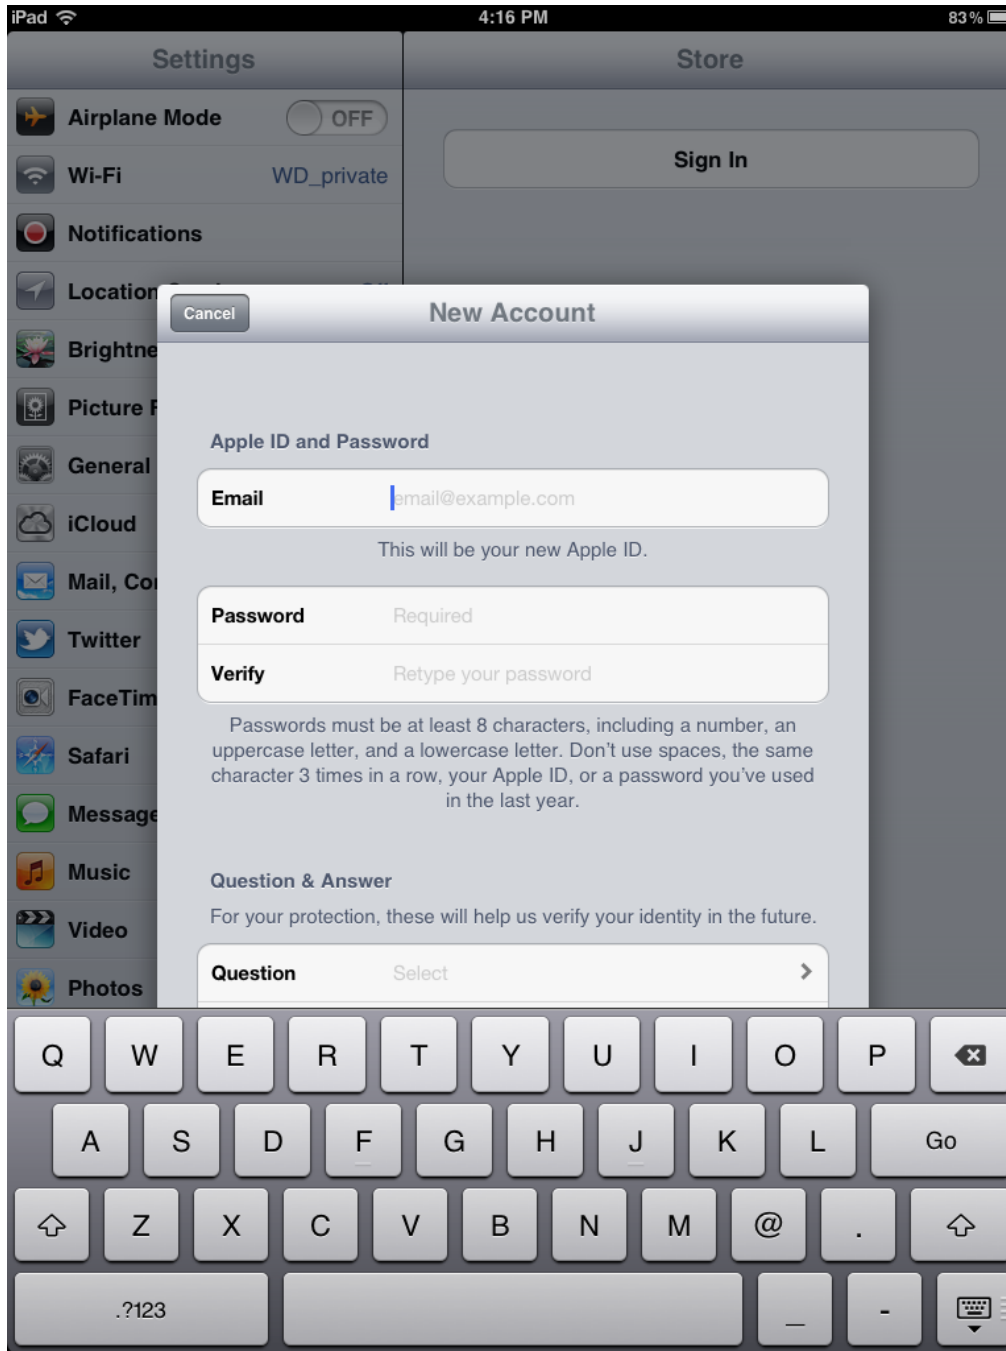 iPad 4:16 PM 83%
Settings
Store
Airplane Mode OFF
Sign In
Wi-Fi WD_private
Notifications
Location
Brightne
Picture F
General
iCloud
Mail, Co
Twitter
FaceTim
Safari
Message
Music
Video
Photos
Cancel New Account
Apple ID and Password
Email email@example.com
This will be your new Apple ID.
Password Required
Verify Retype your password
Passwords must be at least 8 characters, including a number, an
uppercase letter, and a lowercase letter. Don't use spaces, the same
character 3 times in a row, your Apple ID, or a password you've used
in the last year.
Question & Answer
For your protection, these will help us verify your identity in the future.
Question Select
Q W E R T Y U I O P
A S D F G H J K L Go
Z X C V B N M @ .
.?123 _ -